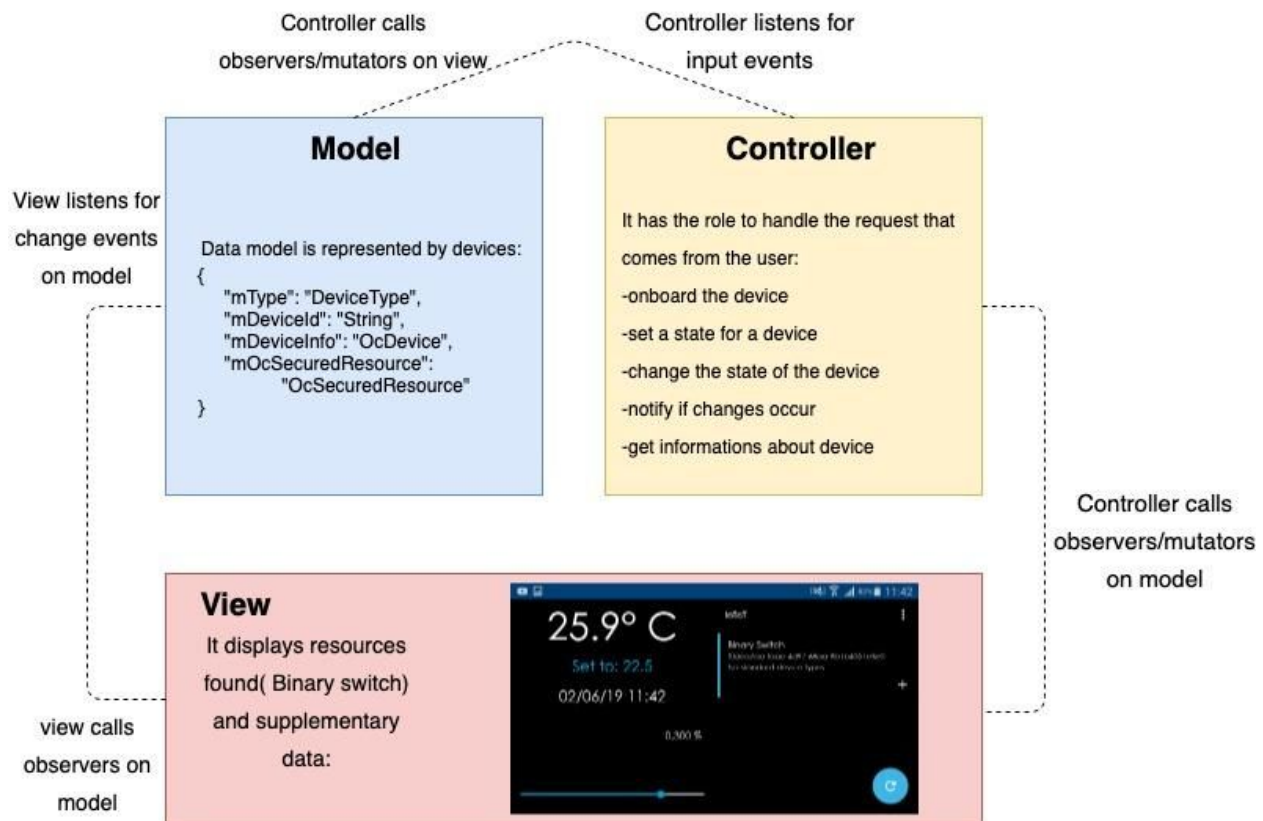 Controller calls
observers/mutators on view
Controller listens for
input events
Model
Controller
View listens for
change events
on model
Data model is represented by devices:
{
"mType": "DeviceType",
"mDeviceId": "String",
"mDeviceInfo": "OcDevice",
"mOcSecuredResource":
"OcSecuredResource"
}
It has the role to handle the request that
comes from the user:
-onboard the device
-set a state for a device
-change the state of the device
-notify if changes occur
-get informations about device
Controller calls
observers/mutators
on model
View
It displays resources
found( Binary switch)
and supplementary
data:
view calls
observers on
model
11:42
25.9° C
Set to: 22.5
02/06/19 11:42
0.300 %
Binary Switch
+